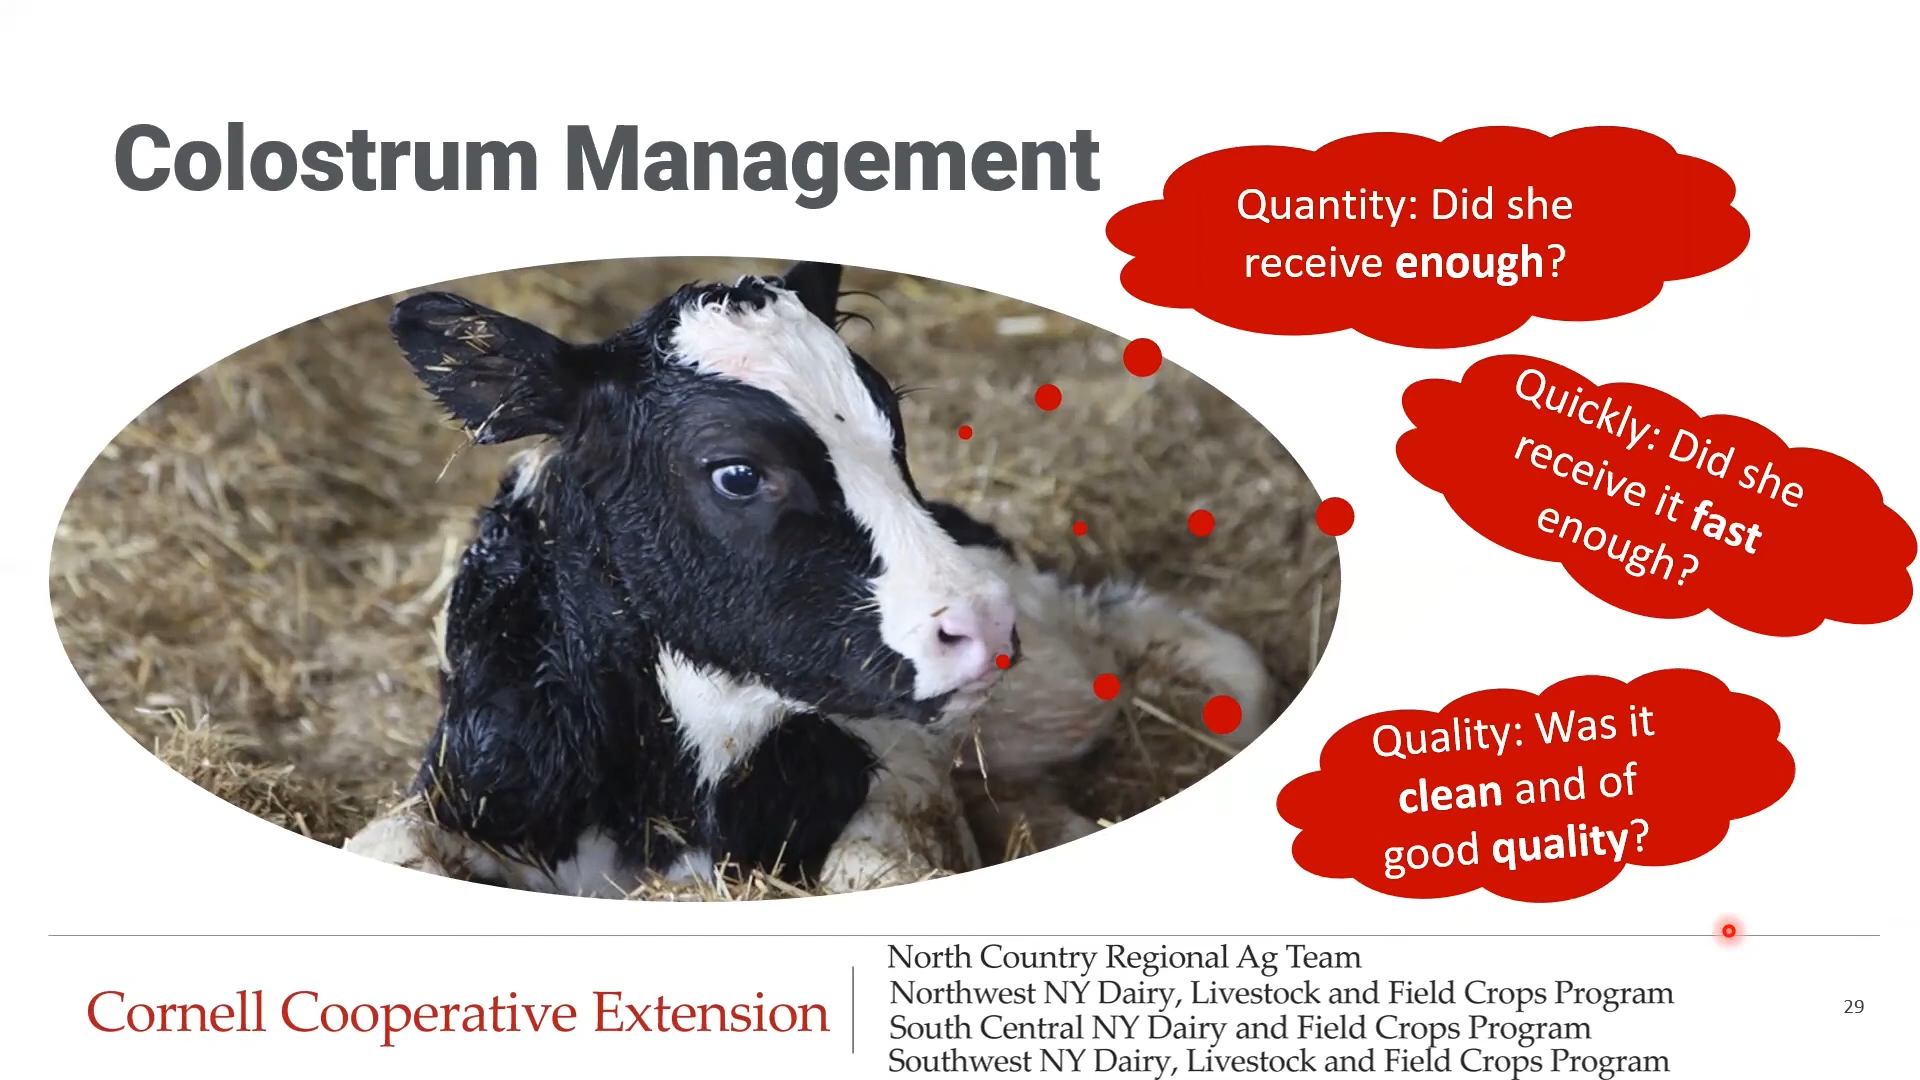 Colostrum Management
Quantity: Did she
receive enough?
Quickly: Did she
receive it fast
enough?
Quality: Was it
clean and of
good quality?
Cornell Cooperative Extension
North Country Regional Ag Team
Northwest NY Dairy, Livestock and Field Crops Program
South Central NY Dairy and Field Crops Program
Southwest NY Dairy, Livestock and Field Crops Program
29